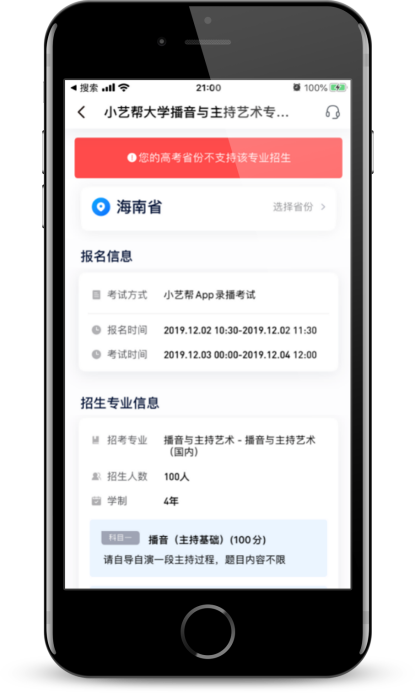 搜索
21:00
100%
小艺帮大学播音与主持艺术专...
您的高考省份不支持该专业招生
海南省 选择省份
报名信息
考试方式 小艺帮App录播考试
报名时间 2019.12.02 10:30-2019.12.02 11:30
考试时间 2019.12.03 00:00-2019.12.04 12:00
招生专业信息
招考专业 播音与主持艺术 - 播音与主持艺术
（国内）
招生人数 100人
学制 4年
科目一 播音（主持基础）(100分)
请自导自演一段主持过程，题目内容不限